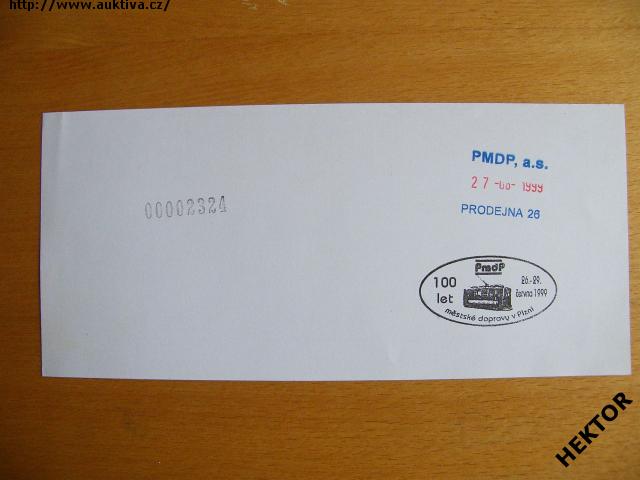 http://www.auktiva.cz/
PMDP, a.s.
27 -06- 1999
PRODEJNA 26
00002324
PmdP
100 let
26.-29. června 1999
městské dopravy v Plzni
HEKTOR